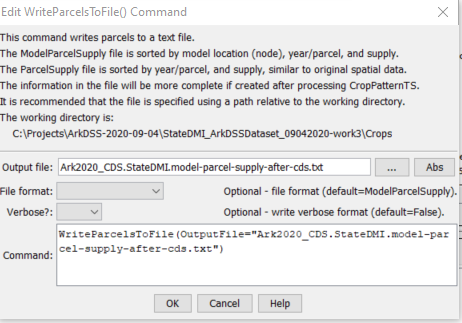 Edit WriteParcelsToFile() Command
This command writes parcels to a text file.
The ModelParcelSupply file is sorted by model location (node), year/parcel, and supply.
The ParcelSupply file is sorted by year/parcel, and supply, similar to original spatial data.
The information in the file will be more complete if created after processing CropPatternTS.
It is recommended that the file is specified using a path relative to the working directory.
The working directory is:
C:\Projects\ArkDSS-2020-09-04\StateDMI_ArkDSSDataset_09042020-work3\Crops
Output file: Ark2020_CDS.StateDMI.model-parcel-supply-after-cds.txt ... Abs
File format: Optional - file format (default=ModelParcelSupply).
Verbose?: Optional - write verbose format (default=False).
Command: WriteParcelsToFile(OutputFile="Ark2020_CDS.StateDMI.model-par
cel-supply-after-cds.txt")
OK Cancel Help